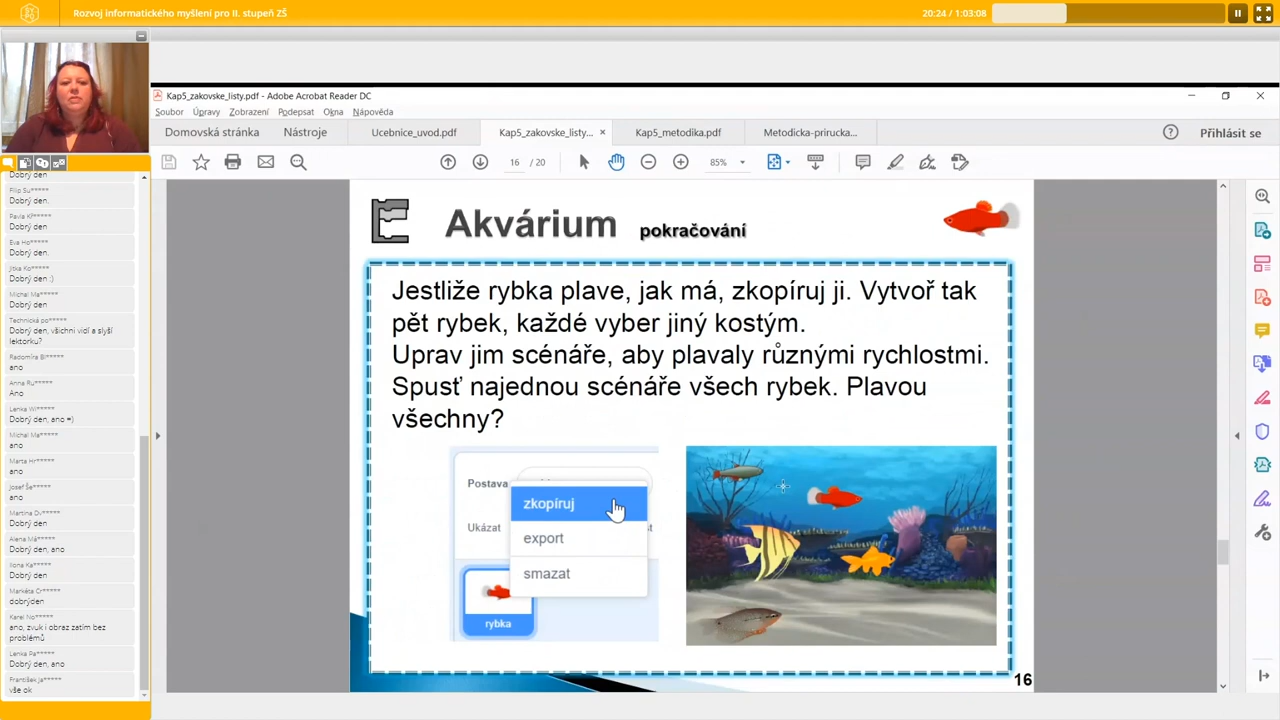 Rozvoj informatického myšlení pro II. stupeň ZŠ
20:24 / 1:03:08
Kap5_zakovske_listy.pdf - Adobe Acrobat Reader DC
Soubor Úpravy Zobrazení Podepsat Okna Nápověda
Domovská stránka Nástroje Ucebnice_uvod.pdf Kap5_zakovske_listy... × Kap5_metodika.pdf Metodicka-prirucka... Přihlásit se
16 / 20 85%
Dobrý den
Filip Su*****
Dobrý den.
Pavla Kř*****
Dobrý den
Eva Ho*****
Dobrý den.
Jitka Ko*****
Dobrý den :)
Michel Ma*****
Dobrý den
Technická po*****
Dobrý den, všichni vidí a slyší
lektorku?
Radomíra Bl*****
Ano
Anna Ru*****
Ano
Lenka Wi*****
Dobrý den, ano =)
Michal Ma*****
ano
Marta Hr*****
ano
Josef Še*****
ano
Martina Dv*****
Dobrý den
Alena Má*****
Dobrý den, ano
Ilona Ka*****
Dobrý den
Markéta Cr*****
dobrýden
Karel No*****
ano, zvuk i obraz zatím bez
problémů
Lenka Pa*****
Dobrý den, ano
František Ja*****
vše ok
Akvárium pokračování
Jestliže rybka plave, jak má, zkopíruj ji. Vytvoř tak
pět rybek, každé vyber jiný kostým.
Uprav jim scénáře, aby plavaly různými rychlostmi.
Spusť najednou scénáře všech rybek. Plavou
všechny?
Postava
zkopíruj
Ukázat
export
smazat
rybka
16